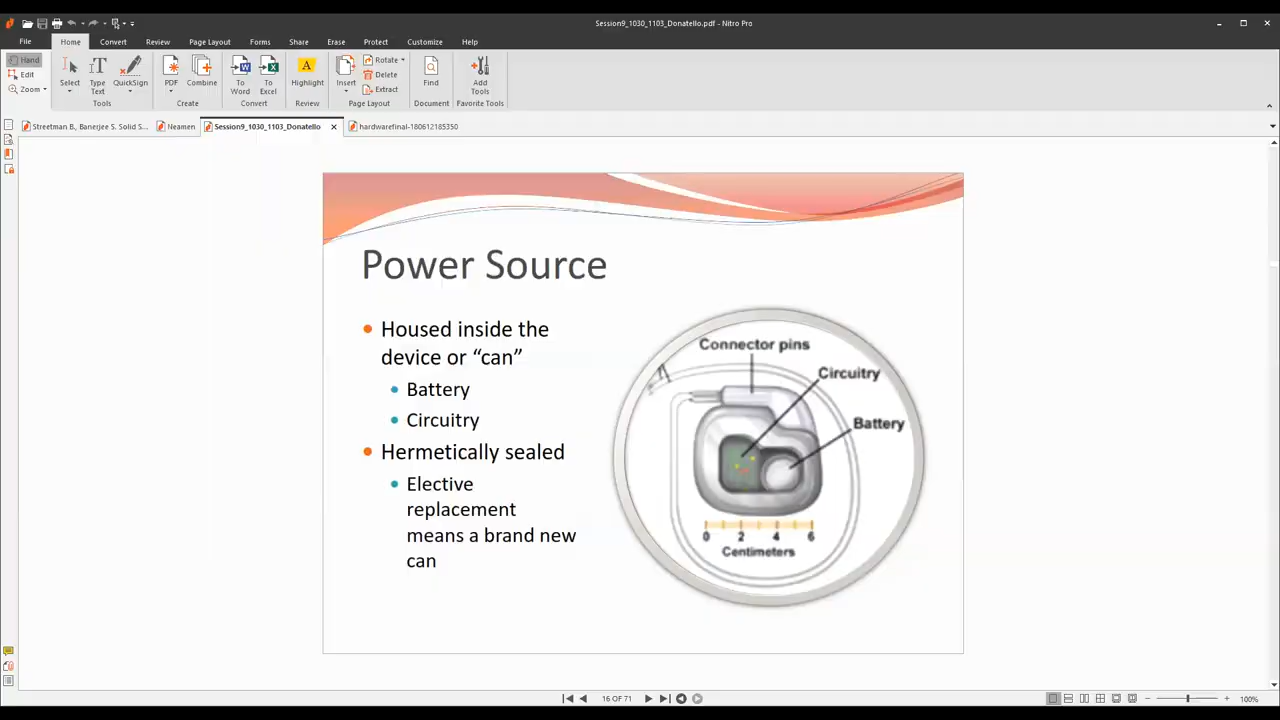 Session9_1030_1103_Donatello.pdf - Nitro Pro
File Home Convert Review Page Layout Forms Share Erase Protect Customize Help
Hand
Edit
Zoom
Select
Type Text
QuickSign
Tools
PDF
Combine
Create
To Word
To Excel
Convert
Highlight
Review
Insert
Rotate
Delete
Extract
Page Layout
Find
Document
Add Tools
Favorite Tools
Streetman B., Banerjee S. Solid S...
Neamen
Session9_1030_1103_Donatello
hardwarefinal-180612185350
Power Source
Housed inside the
device or “can”
Battery
Circuitry
Hermetically sealed
Elective
replacement
means a brand new
can
Connector pins
Circuitry
Battery
0 2 4 6
Centimeters
16 OF 71
100%